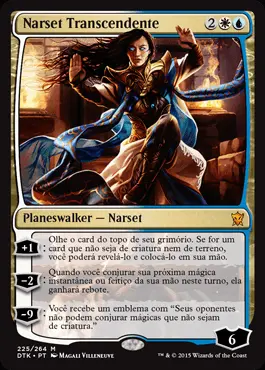 Narset Transcendente 2
Planeswalker — Narset
+1 Olhe o card do topo de seu grimório. Se for um
card que não seja de criatura nem de terreno,
você poderá revelá-lo e colocá-lo em sua mão.
-2 Quando você conjurar sua próxima mágica
instantânea ou feitiço da sua mão neste turno, ela
ganhará rebote.
-9 Você recebe um emblema com "Seus oponentes
não podem conjurar mágicas que não sejam
de criatura."
6
225/264 M
DTK • PT MAGALI VILLENEUVE
™ & © 2015 Wizards of the Coast